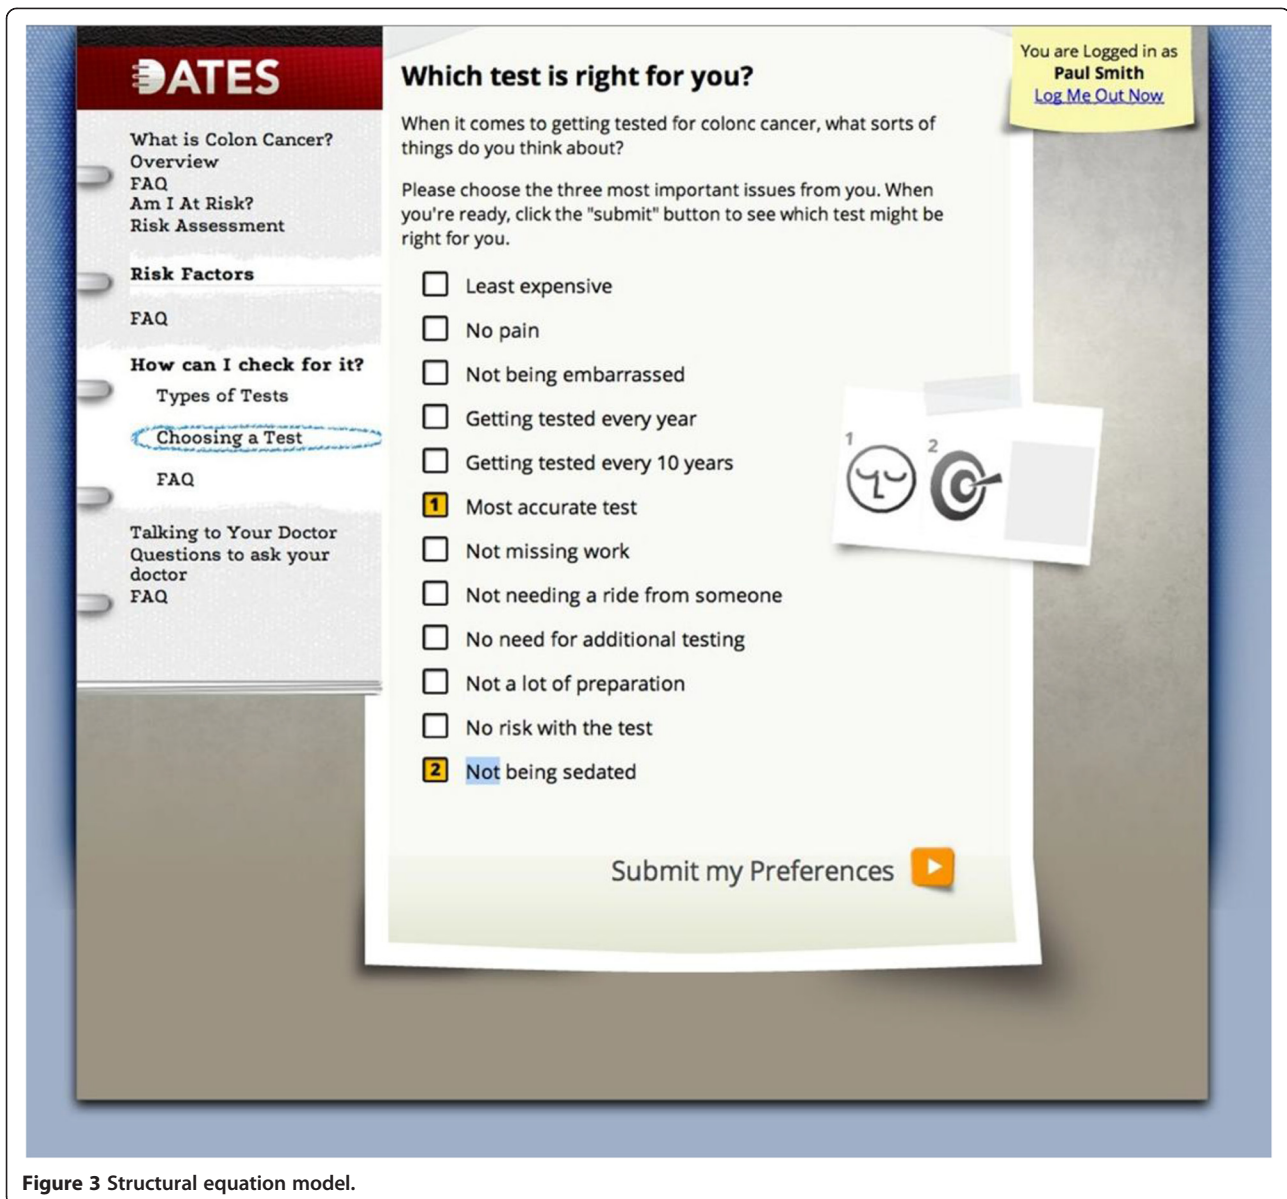 DATES
What is Colon Cancer?
Overview
FAQ
Am I At Risk?
Risk Assessment
Risk Factors
FAQ
How can I check for it?
Types of Tests
Choosing a Test
FAQ
Talking to Your Doctor
Questions to ask your
doctor
FAQ
Which test is right for you?
When it comes to getting tested for colonc cancer, what sorts of
things do you think about?
Please choose the three most important issues from you. When
you're ready, click the "submit" button to see which test might be
right for you.
Least expensive
No pain
Not being embarrassed
Getting tested every year
Getting tested every 10 years
1 Most accurate test
Not missing work
Not needing a ride from someone
No need for additional testing
Not a lot of preparation
No risk with the test
2 Not being sedated
Submit my Preferences
You are Logged in as
Paul Smith
Log Me Out Now
1 2
Figure 3 Structural equation model.